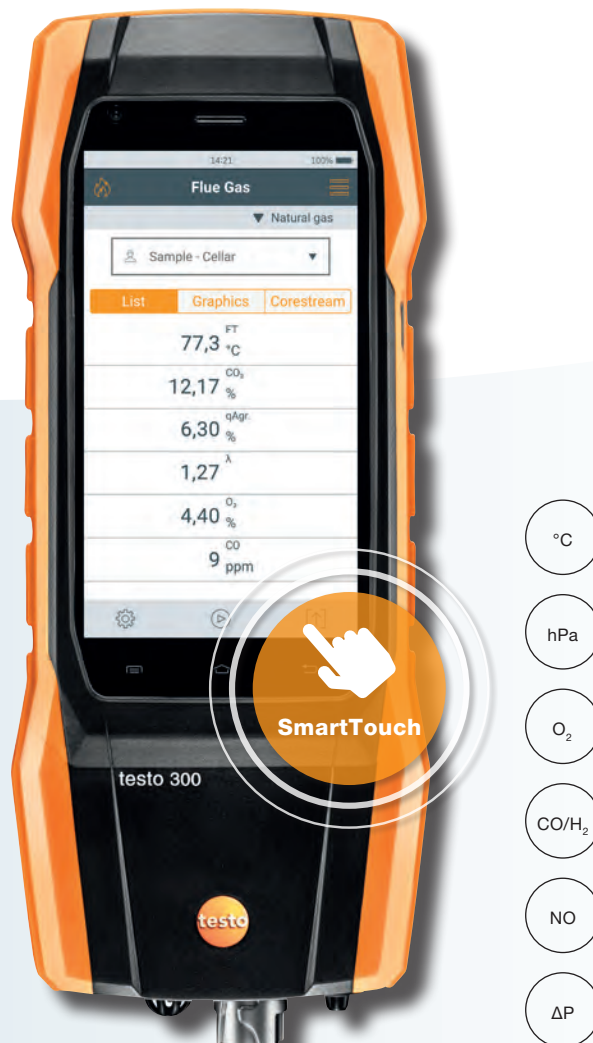 14:21 100%
Flue Gas
Natural gas
Sample - Cellar
List Graphics Corestream
77,3 FT °C
12,17 CO₂ %
6,30 qAgr. %
1,27 λ
4,40 O₂ %
9 CO ppm
SmartTouch
testo 300
testo
°C
hPa
O₂
CO/H₂
NO
ΔP